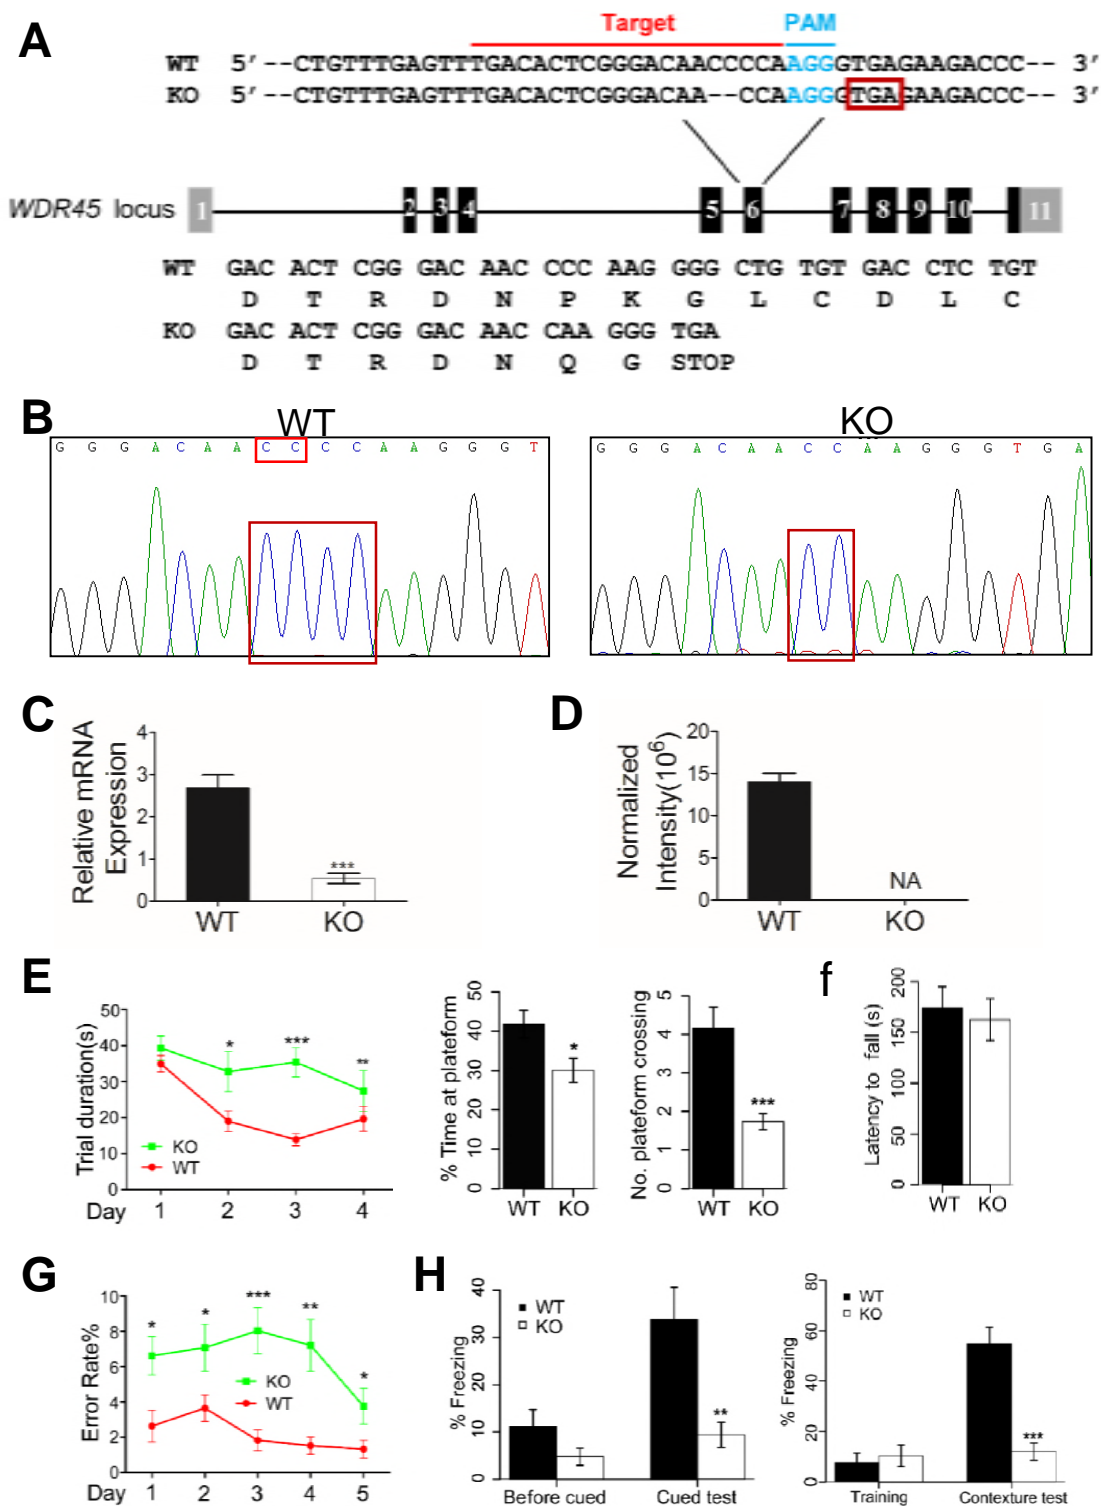 A
Target PAM
WT 5'--CTGTTTGAGTTTGACACTCGGGACAACCCCAAGGGTGAGAAGACCC-- 3'
KO 5'--CTGTTTGAGTTTGACACTCGGGACAA--CCAAGGGTGAGAAGACCC-- 3'
WDR45 locus 1 2 3 4 5 6 7 8 9 10 11
WT GAC ACT CGG GAC AAC CCC AAG GGG CTG TGT GAC CTC TGT
D T R D N P K G L C D L C
KO GAC ACT CGG GAC AAC CAA GGG TGA
D T R D N Q G STOP
B
WT
G G G A C A A C C C C A A G G G T
KO
G G G A C A A C C A A G G G T G A
C
Relative mRNA
Expression
4
3
2
1
0
***
WT KO
D
Normalized
Intensity(10⁶)
20
15
10
5
0
NA
WT KO
E
Trial duration(s)
50
40
30
20
10
0
* *** **
KO
WT
Day 1 2 3 4
% Time at plateform
50
40
30
20
10
0
*
WT KO
No. plateform crossing
5
4
3
2
1
0
***
WT KO
f
Latency to fall (s)
200
150
100
50
0
WT KO
G
Error Rate%
10
8
6
4
2
0
* * *** ** *
KO
WT
Day 1 2 3 4 5
H
% Freezing
40
30
20
10
0
WT
KO
**
Before cued Cued test
% Freezing
80
60
40
20
0
WT
KO
***
Training Contexture test